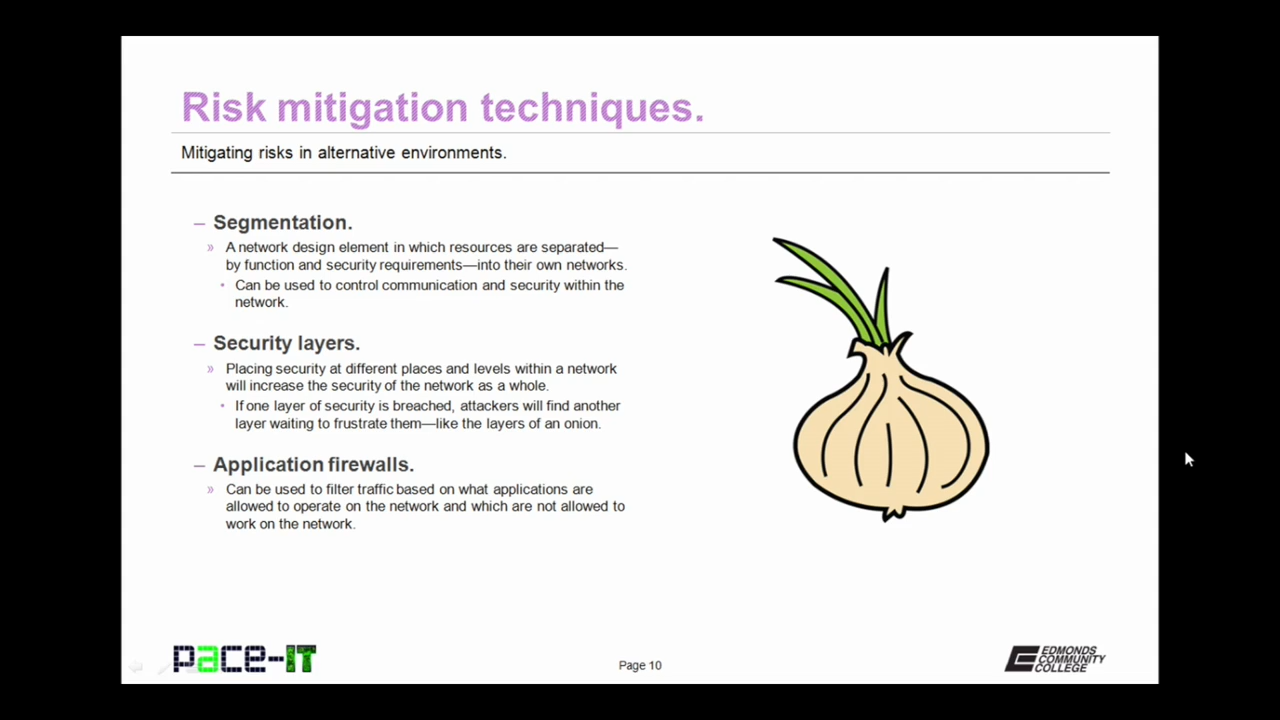 Risk mitigation techniques.
Mitigating risks in alternative environments.
– Segmentation.
» A network design element in which resources are separated—
by function and security requirements—into their own networks.
• Can be used to control communication and security within the
network.
– Security layers.
» Placing security at different places and levels within a network
will increase the security of the network as a whole.
• If one layer of security is breached, attackers will find another
layer waiting to frustrate them—like the layers of an onion.
– Application firewalls.
» Can be used to filter traffic based on what applications are
allowed to operate on the network and which are not allowed to
work on the network.
pace-IT
Page 10
EDMONDS
COMMUNITY
COLLEGE